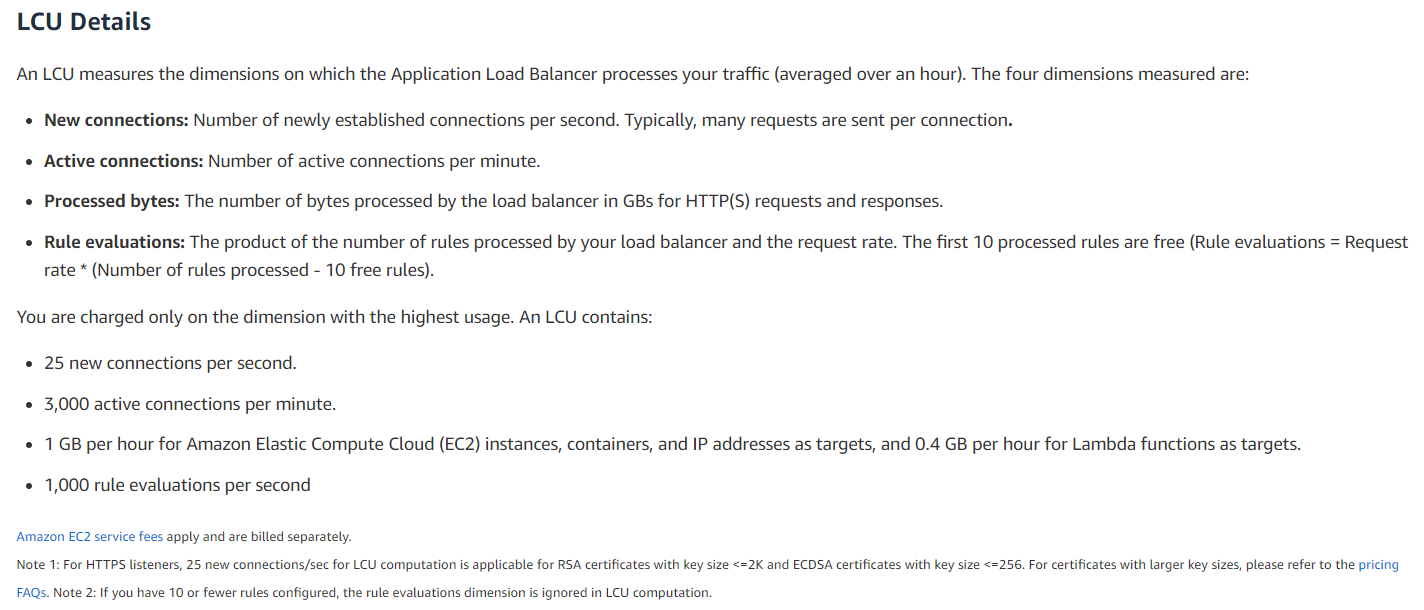 LCU Details
An LCU measures the dimensions on which the Application Load Balancer processes your traffic (averaged over an hour). The four dimensions measured are:
• New connections: Number of newly established connections per second. Typically, many requests are sent per connection.
• Active connections: Number of active connections per minute.
• Processed bytes: The number of bytes processed by the load balancer in GBs for HTTP(S) requests and responses.
• Rule evaluations: The product of the number of rules processed by your load balancer and the request rate. The first 10 processed rules are free (Rule evaluations = Request
rate * (Number of rules processed - 10 free rules).
You are charged only on the dimension with the highest usage. An LCU contains:
• 25 new connections per second.
• 3,000 active connections per minute.
• 1 GB per hour for Amazon Elastic Compute Cloud (EC2) instances, containers, and IP addresses as targets, and 0.4 GB per hour for Lambda functions as targets.
• 1,000 rule evaluations per second
Amazon EC2 service fees apply and are billed separately.
Note 1: For HTTPS listeners, 25 new connections/sec for LCU computation is applicable for RSA certificates with key size <=2K and ECDSA certificates with key size <=256. For certificates with larger key sizes, please refer to the pricing
FAQs. Note 2: If you have 10 or fewer rules configured, the rule evaluations dimension is ignored in LCU computation.